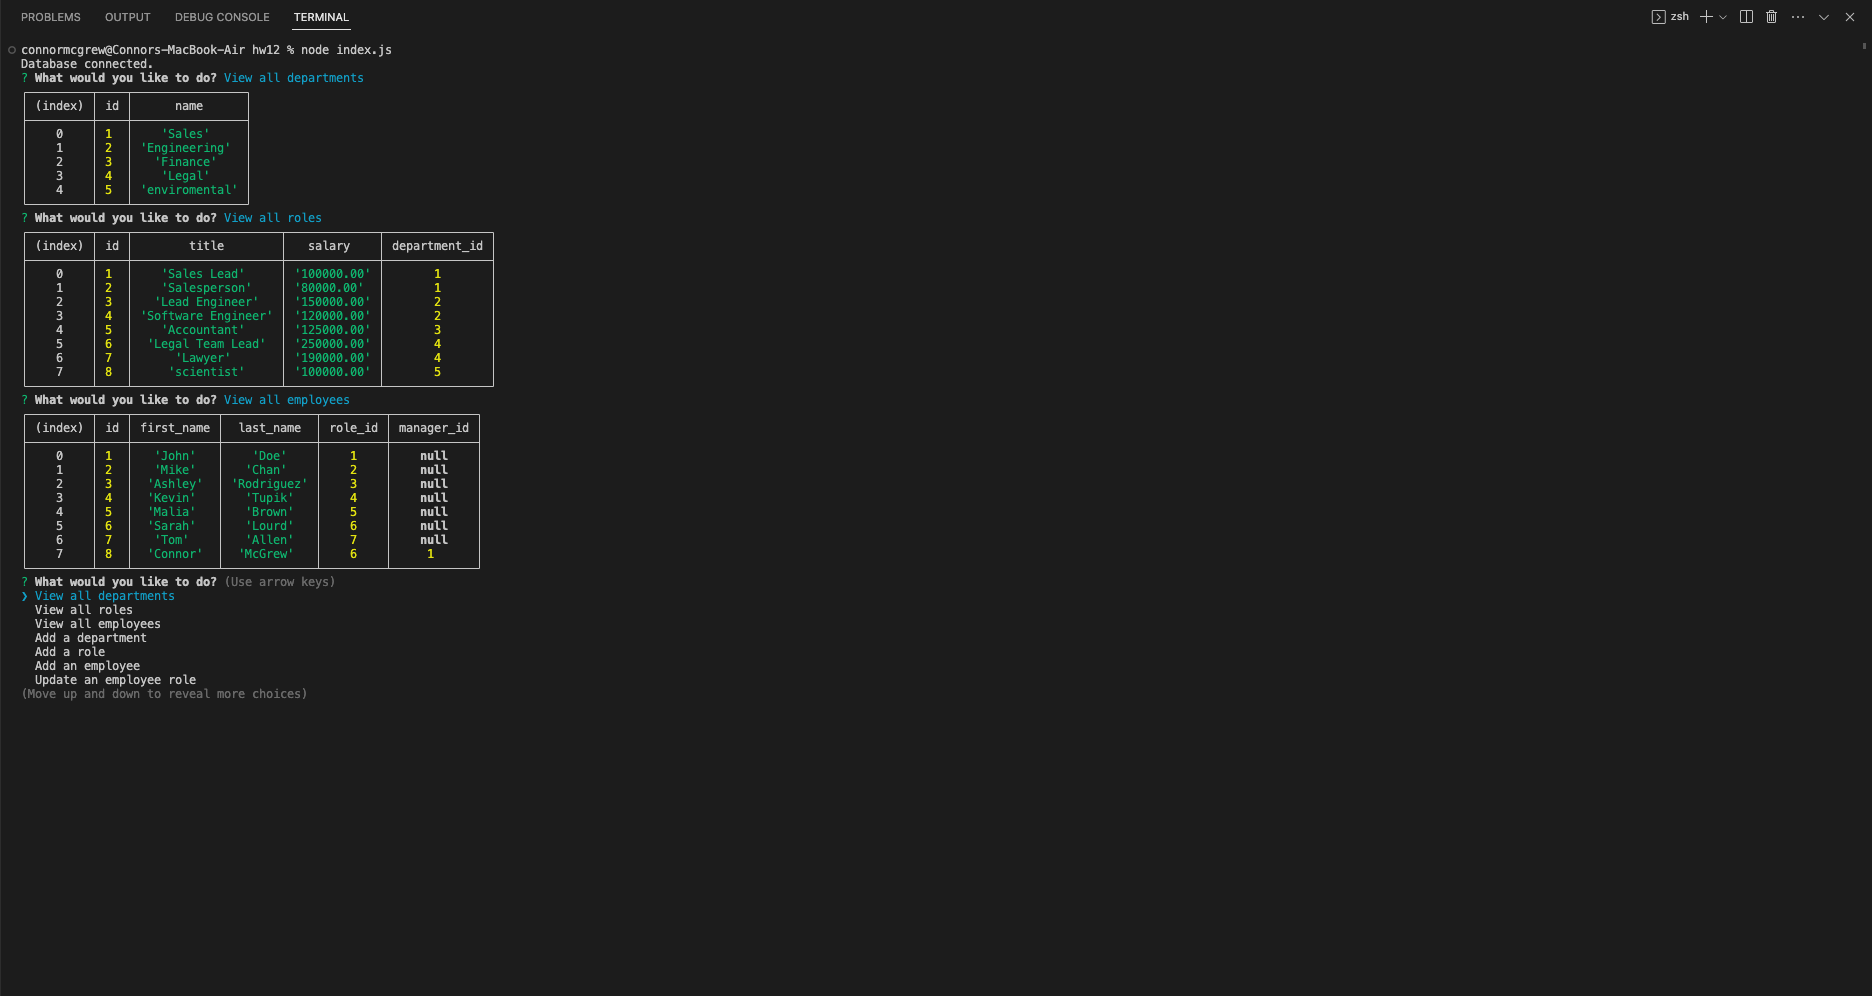 PROBLEMS OUTPUT DEBUG CONSOLE TERMINAL zsh
connormcgrew@Connors-MacBook-Air hw12 % node index.js
Database connected.
? What would you like to do? View all departments
(index) id name
0 1 'Sales'
1 2 'Engineering'
2 3 'Finance'
3 4 'Legal'
4 5 'enviromental'
? What would you like to do? View all roles
(index) id title salary department_id
0 1 'Sales Lead' '100000.00' 1
1 2 'Salesperson' '80000.00' 1
2 3 'Lead Engineer' '150000.00' 2
3 4 'Software Engineer' '120000.00' 2
4 5 'Accountant' '125000.00' 3
5 6 'Legal Team Lead' '250000.00' 4
6 7 'Lawyer' '190000.00' 4
7 8 'scientist' '100000.00' 5
? What would you like to do? View all employees
(index) id first_name last_name role_id manager_id
0 1 'John' 'Doe' 1 null
1 2 'Mike' 'Chan' 2 null
2 3 'Ashley' 'Rodriguez' 3 null
3 4 'Kevin' 'Tupik' 4 null
4 5 'Malia' 'Brown' 5 null
5 6 'Sarah' 'Lourd' 6 null
6 7 'Tom' 'Allen' 7 null
7 8 'Connor' 'McGrew' 6 1
? What would you like to do? (Use arrow keys)
❯ View all departments
View all roles
View all employees
Add a department
Add a role
Add an employee
Update an employee role
(Move up and down to reveal more choices)